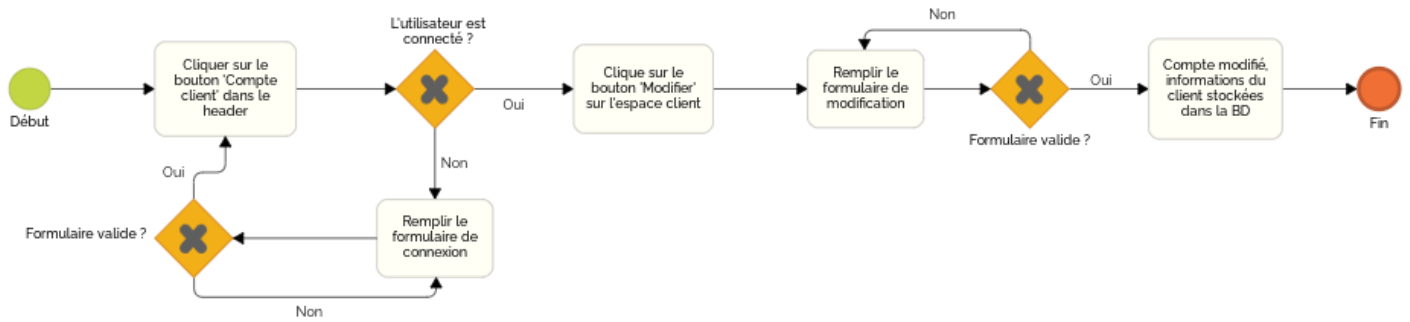 Début
Cliquer sur le
bouton 'Compte
client' dans le
header
L'utilisateur est
connecté ?
Oui
Non
Clique sur le
bouton 'Modifier'
sur l'espace client
Remplir le
formulaire de
modification
Non
Formulaire valide ?
Oui
Compte modifié,
informations du
client stockées
dans la BD
Fin
Remplir le
formulaire de
connexion
Formulaire valide ?
Oui
Non